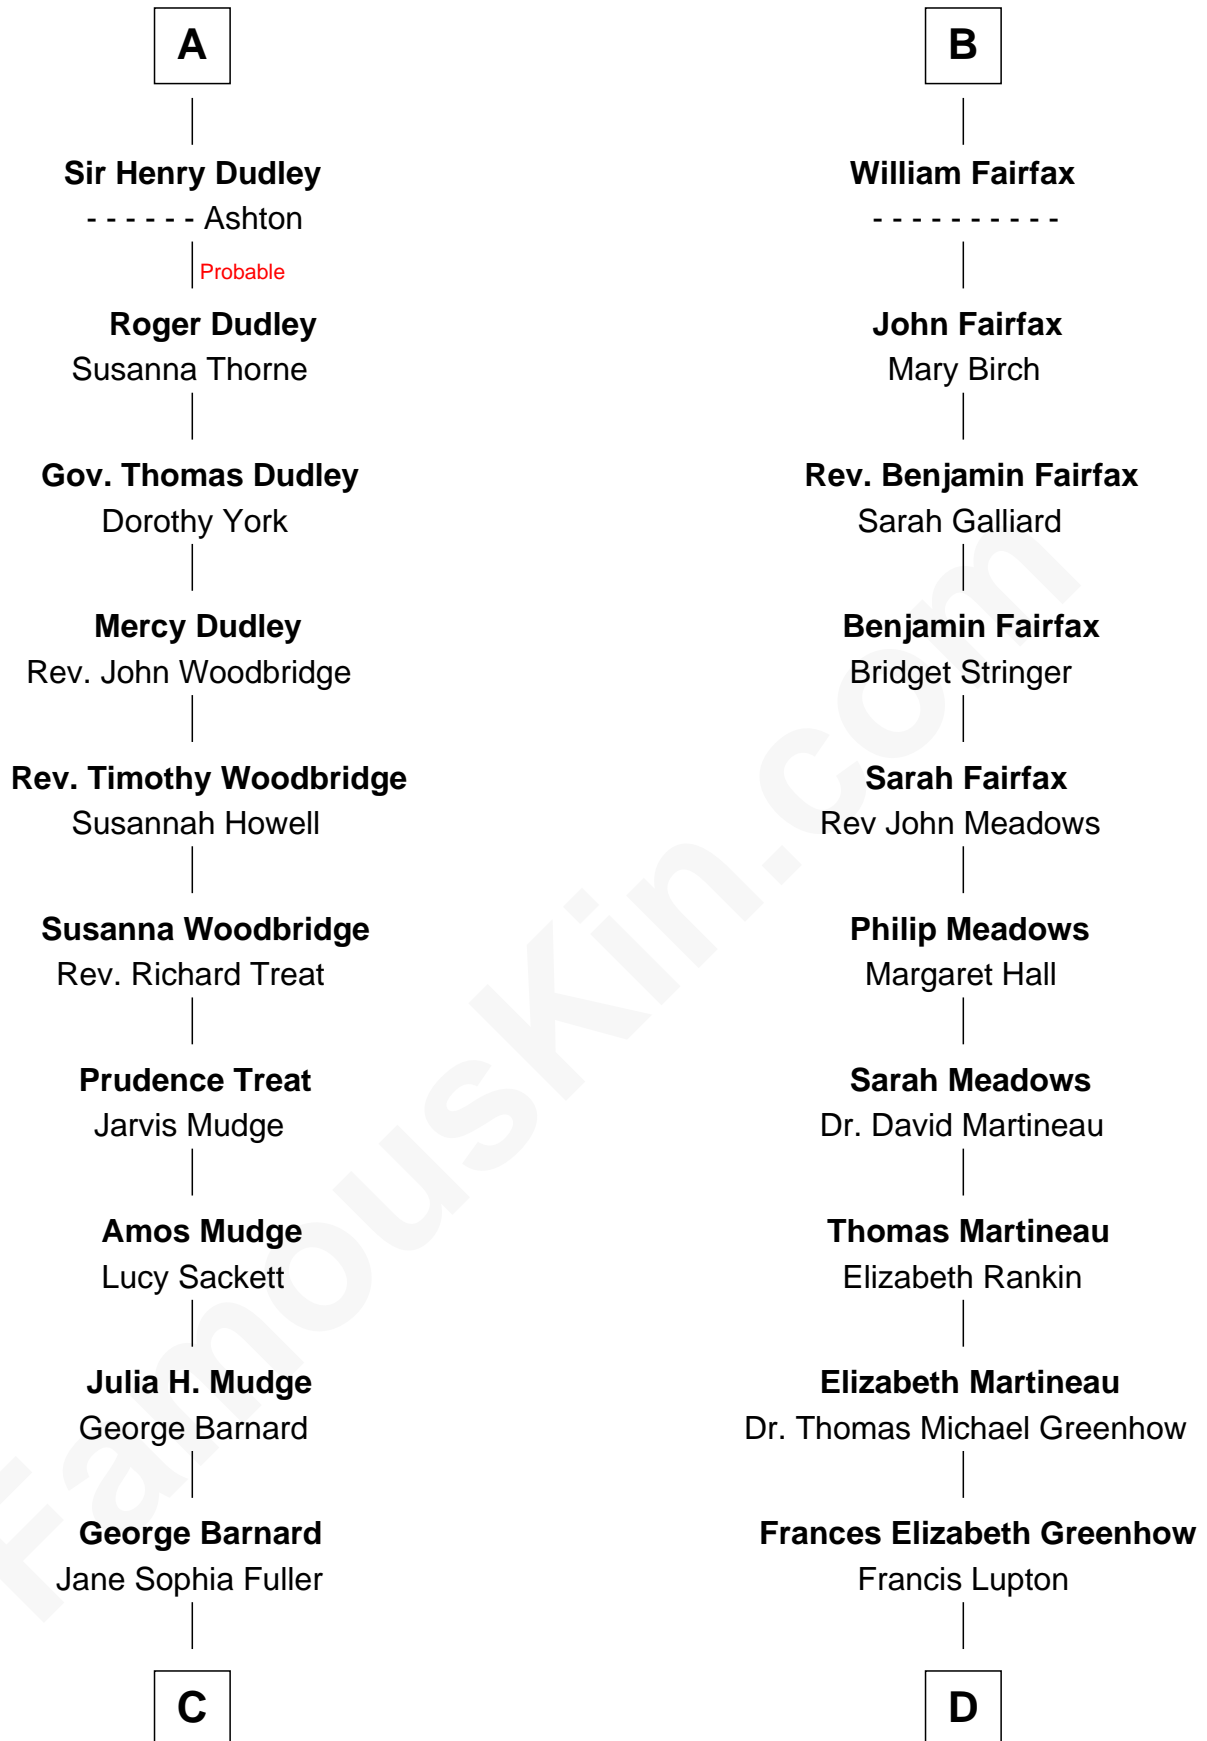 A
Sir Henry Dudley
- - - - - - Ashton
Probable
Roger Dudley
Susanna Thorne
Gov. Thomas Dudley
Dorothy York
Mercy Dudley
Rev. John Woodbridge
Rev. Timothy Woodbridge
Susannah Howell
Susanna Woodbridge
Rev. Richard Treat
Prudence Treat
Jarvis Mudge
Amos Mudge
Lucy Sackett
Julia H. Mudge
George Barnard
George Barnard
Jane Sophia Fuller
C
B
William Fairfax
- - - - - - - - - -
John Fairfax
Mary Birch
Rev. Benjamin Fairfax
Sarah Galliard
Benjamin Fairfax
Bridget Stringer
Sarah Fairfax
Rev John Meadows
Philip Meadows
Margaret Hall
Sarah Meadows
Dr. David Martineau
Thomas Martineau
Elizabeth Rankin
Elizabeth Martineau
Dr. Thomas Michael Greenhow
Frances Elizabeth Greenhow
Francis Lupton
D
FamousKin.com